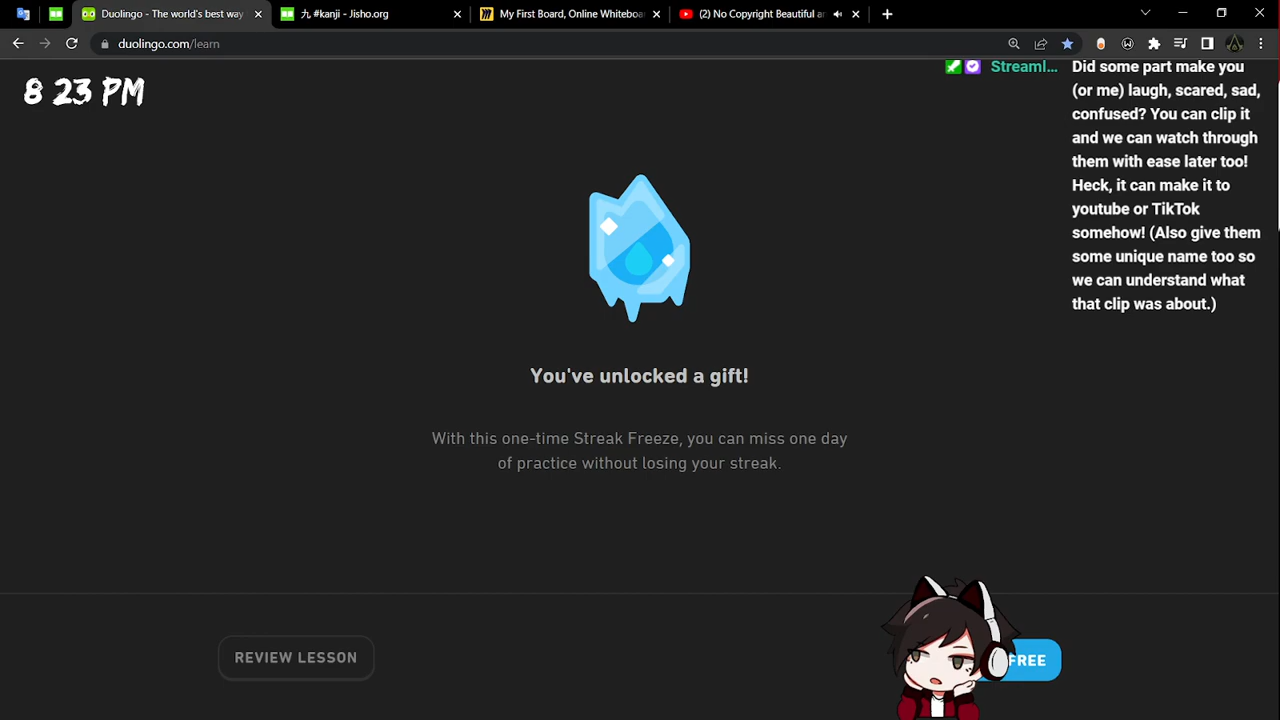 Duolingo - The world's best way
九 #kanji - Jisho.org
My First Board, Online Whiteboa
(2) No Copyright Beautiful a
duolingo.com/learn
8 23 PM
Streaml...
Did some part make you
(or me) laugh, scared, sad,
confused? You can clip it
and we can watch through
them with ease later too!
Heck, it can make it to
youtube or TikTok
somehow! (Also give them
some unique name too so
we can understand what
that clip was about.)
You've unlocked a gift!
With this one-time Streak Freeze, you can miss one day
of practice without losing your streak.
REVIEW LESSON
FREE